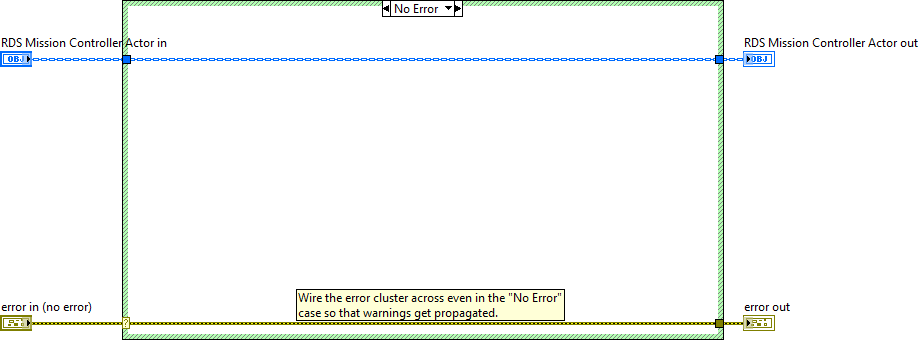 No Error
RDS Mission Controller Actor in
RDS Mission Controller Actor out
OBJ
OBJ
Wire the error cluster across even in the "No Error"
case so that warnings get propagated.
error in (no error)
error out
?